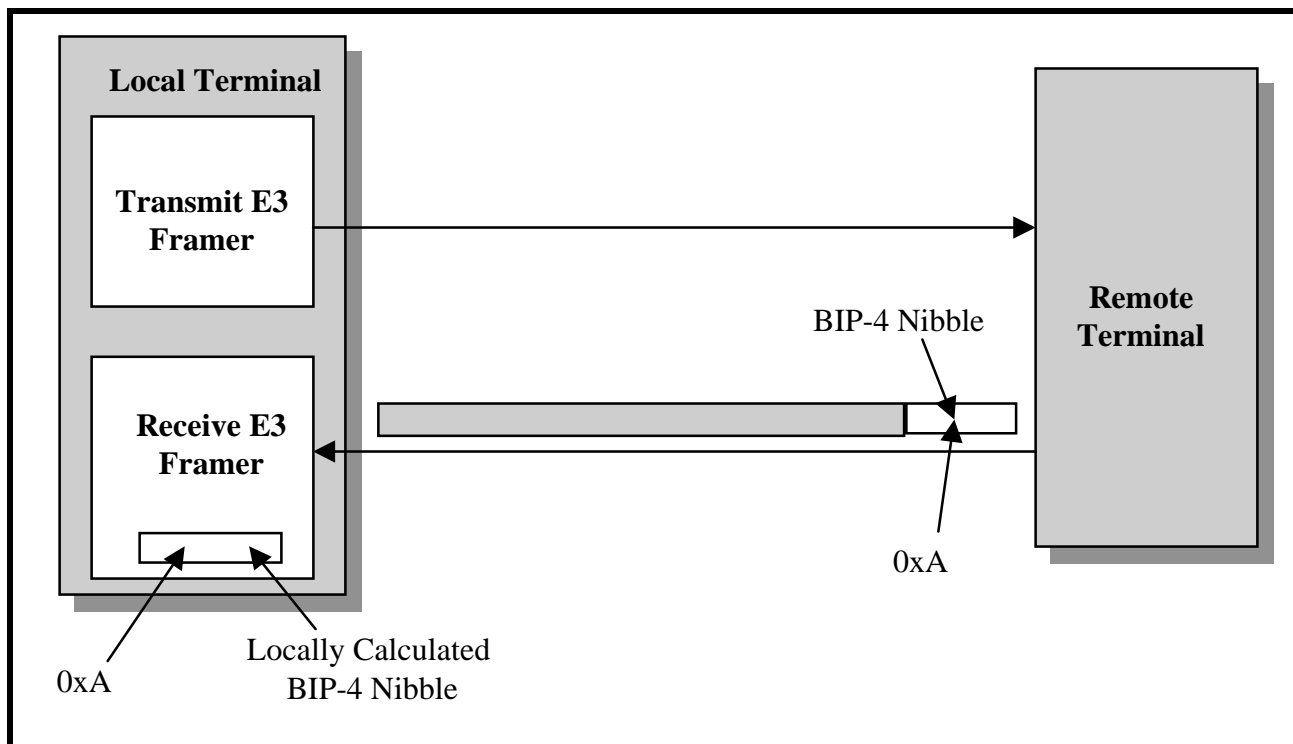 Local Terminal
Transmit E3
Framer
Remote
Terminal
BIP-4 Nibble
Receive E3
Framer
0xA
Locally Calculated
BIP-4 Nibble
0xA